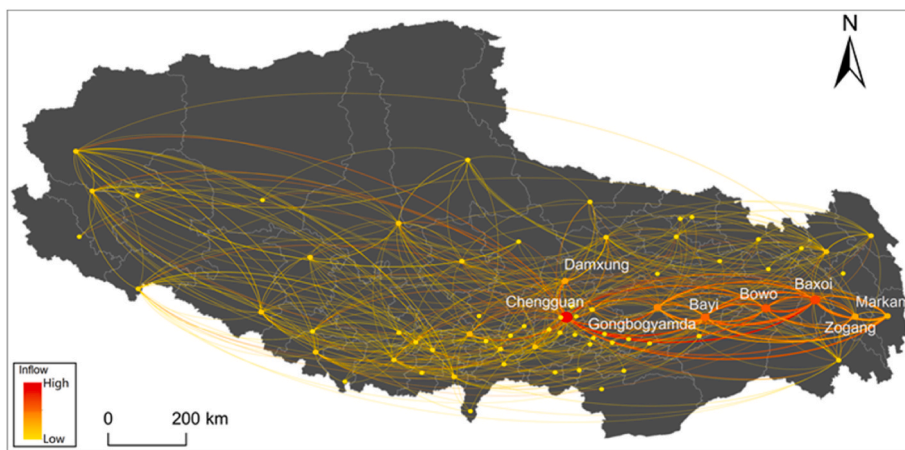 N
Damxung
Chengguan
Gongbogyamda
Bayi
Bowo
Baxoi
Markam
Zogang
Inflow
High
Low
0 200 km